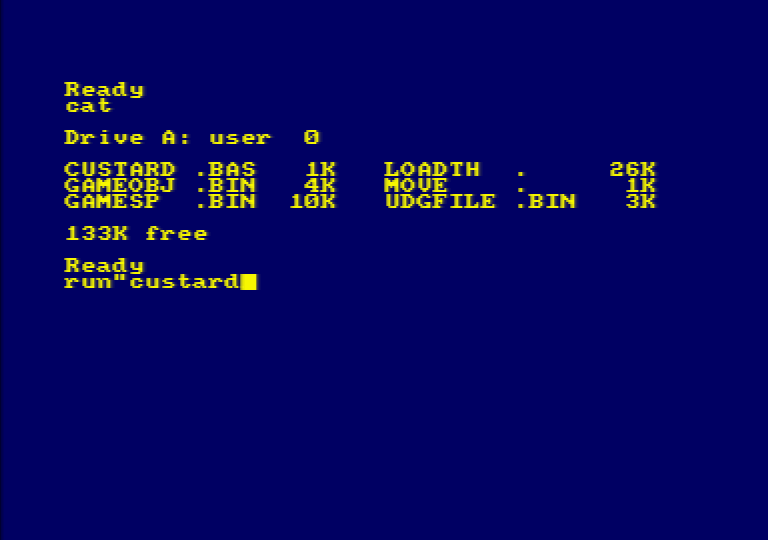 Ready
cat
Drive A: user  0
CUSTARD .BAS   1K   LOADTH  .     26K
GAMEOBJ .BIN   4K   MOVE    .      1K
GAMESP  .BIN  10K   UDGFILE .BIN   3K
133K free
Ready
run"custard